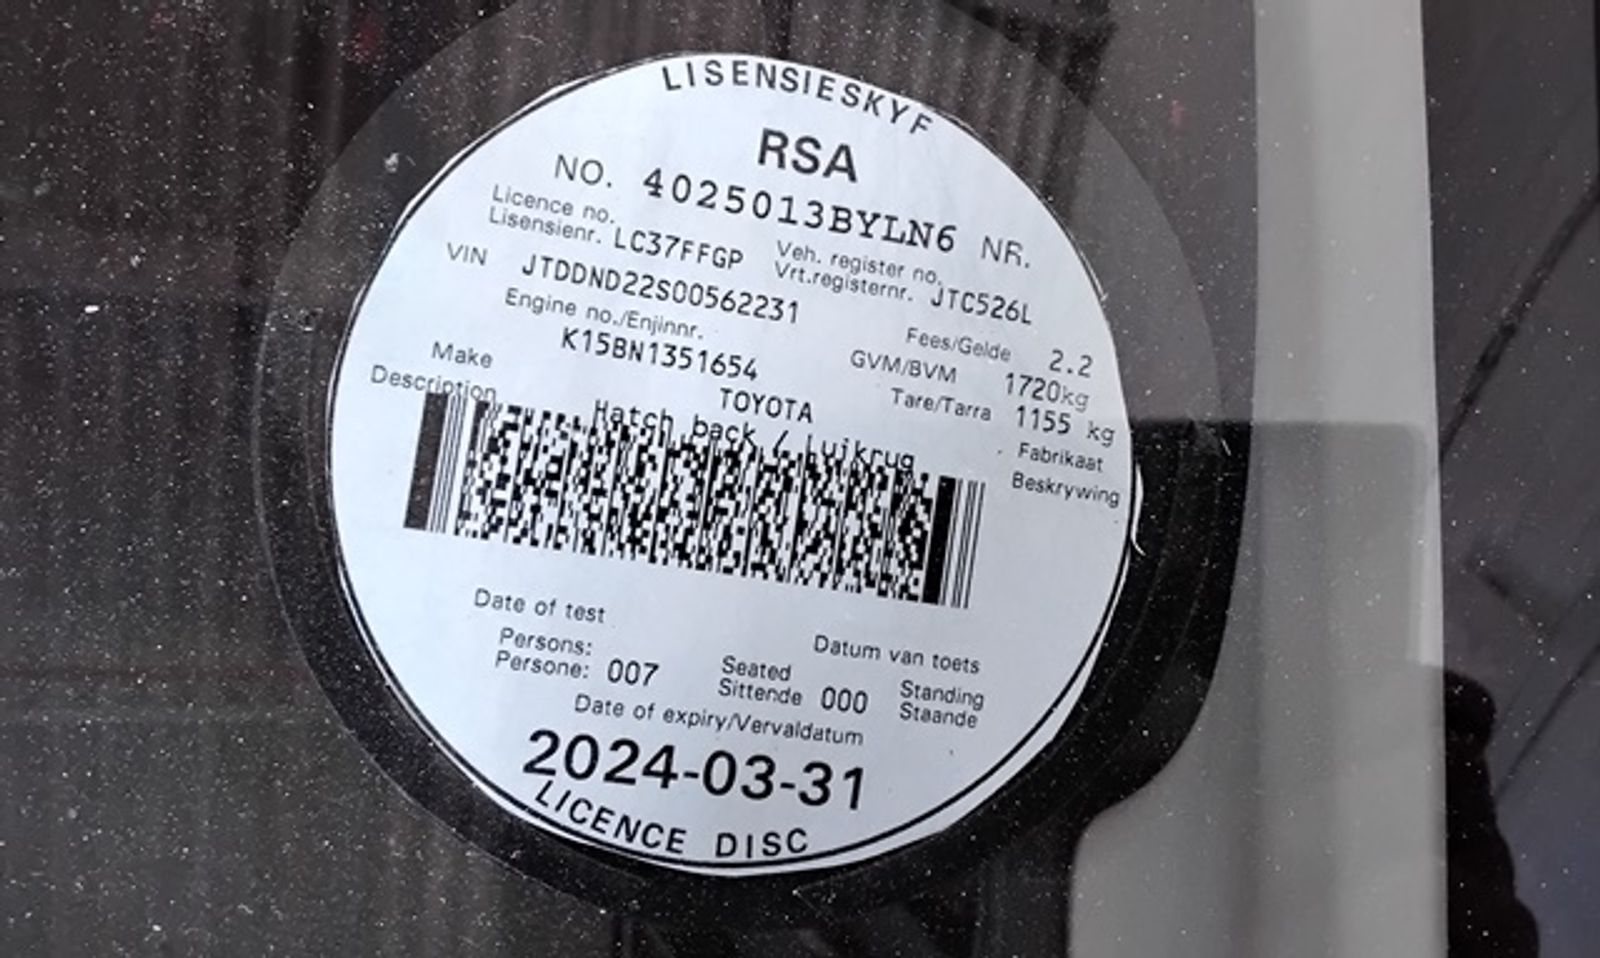 LISENSIESKYF
RSA
NO. 4025013BYLN6 NR.
Licence no.
Lisensienr. LC37FFGP
Veh. register no.
Vrt.registernr. JTC526L
VIN JTDDND22S00562231
Engine no./Enjinnr.
K15BN1351654
Fees/Gelde 2.2
GVM/BVM 1720kg
Tare/Tarra 1155 kg
Make TOYOTA Fabrikaat
Description Hatch back / Luikrug Beskrywing
Date of test Datum van toets
Persons:
Persone: 007
Seated
Sittende 000
Standing
Staande
Date of expiry/Vervaldatum
2024-03-31
LICENCE DISC